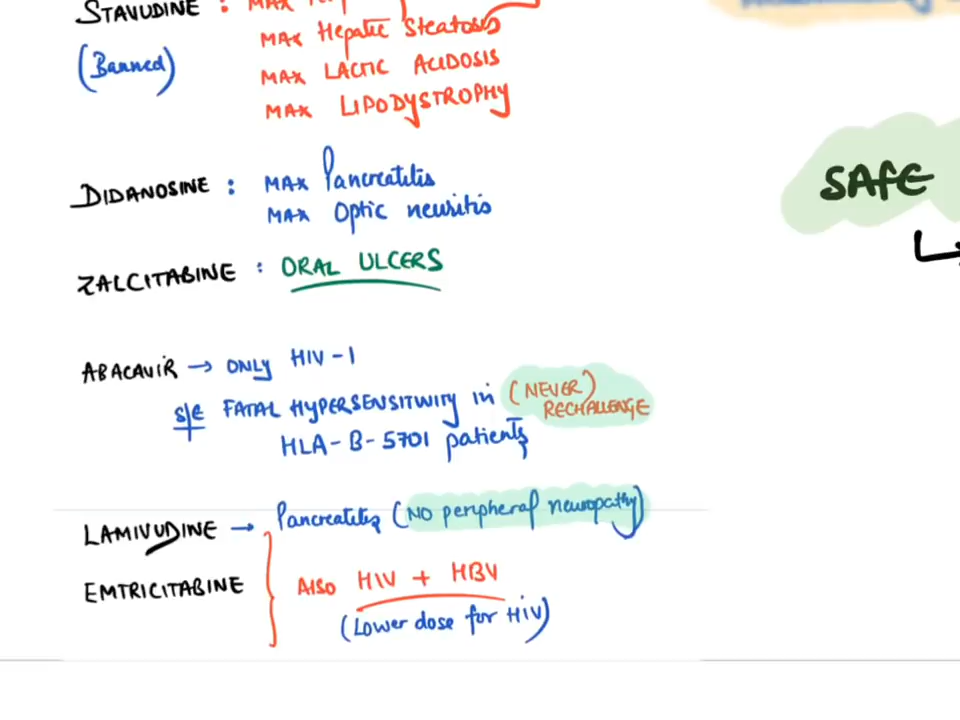 STAVUDINE : MAX
(Banned)
MAX Hepatic Steatosis
MAX LACTIC ACIDOSIS
MAX LIPODYSTROPHY
DIDANOSINE : MAX Pancreatitis
MAX Optic neuritis
ZALCITABINE : ORAL ULCERS
ABACAVIR → ONLY HIV-1
S/E FATAL HYPERSENSITIVITY in (NEVER) RECHALLENGE
HLA-B-5701 patients
LAMIVUDINE → Pancreatitis (NO peripheral neuropathy)
EMTRICITABINE
Also HIV + HBV
(Lower dose for HIV)
SAFE